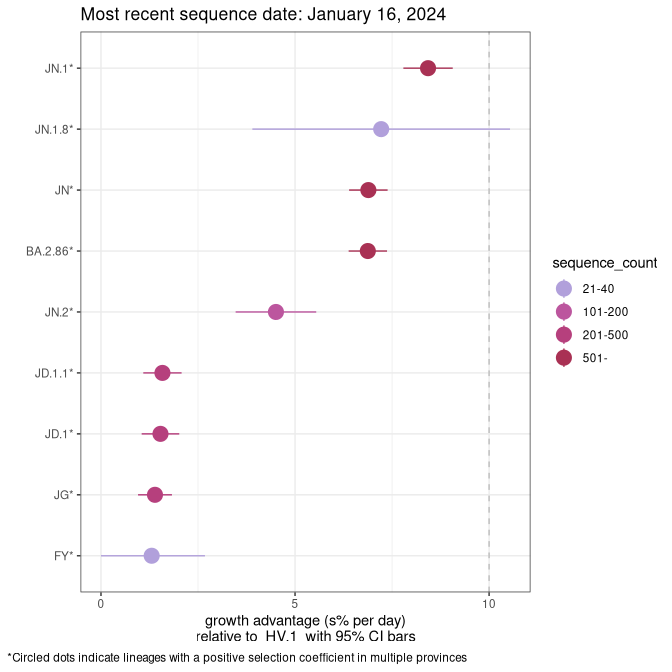 Most recent sequence date: January 16, 2024
JN.1*
JN.1.8*
JN*
BA.2.86*
JN.2*
JD.1.1*
JD.1*
JG*
FY*
0
5
10
growth advantage (s% per day)
relative to  HV.1  with 95% CI bars
sequence_count
21-40
101-200
201-500
501-
*Circled dots indicate lineages with a positive selection coefficient in multiple provinces